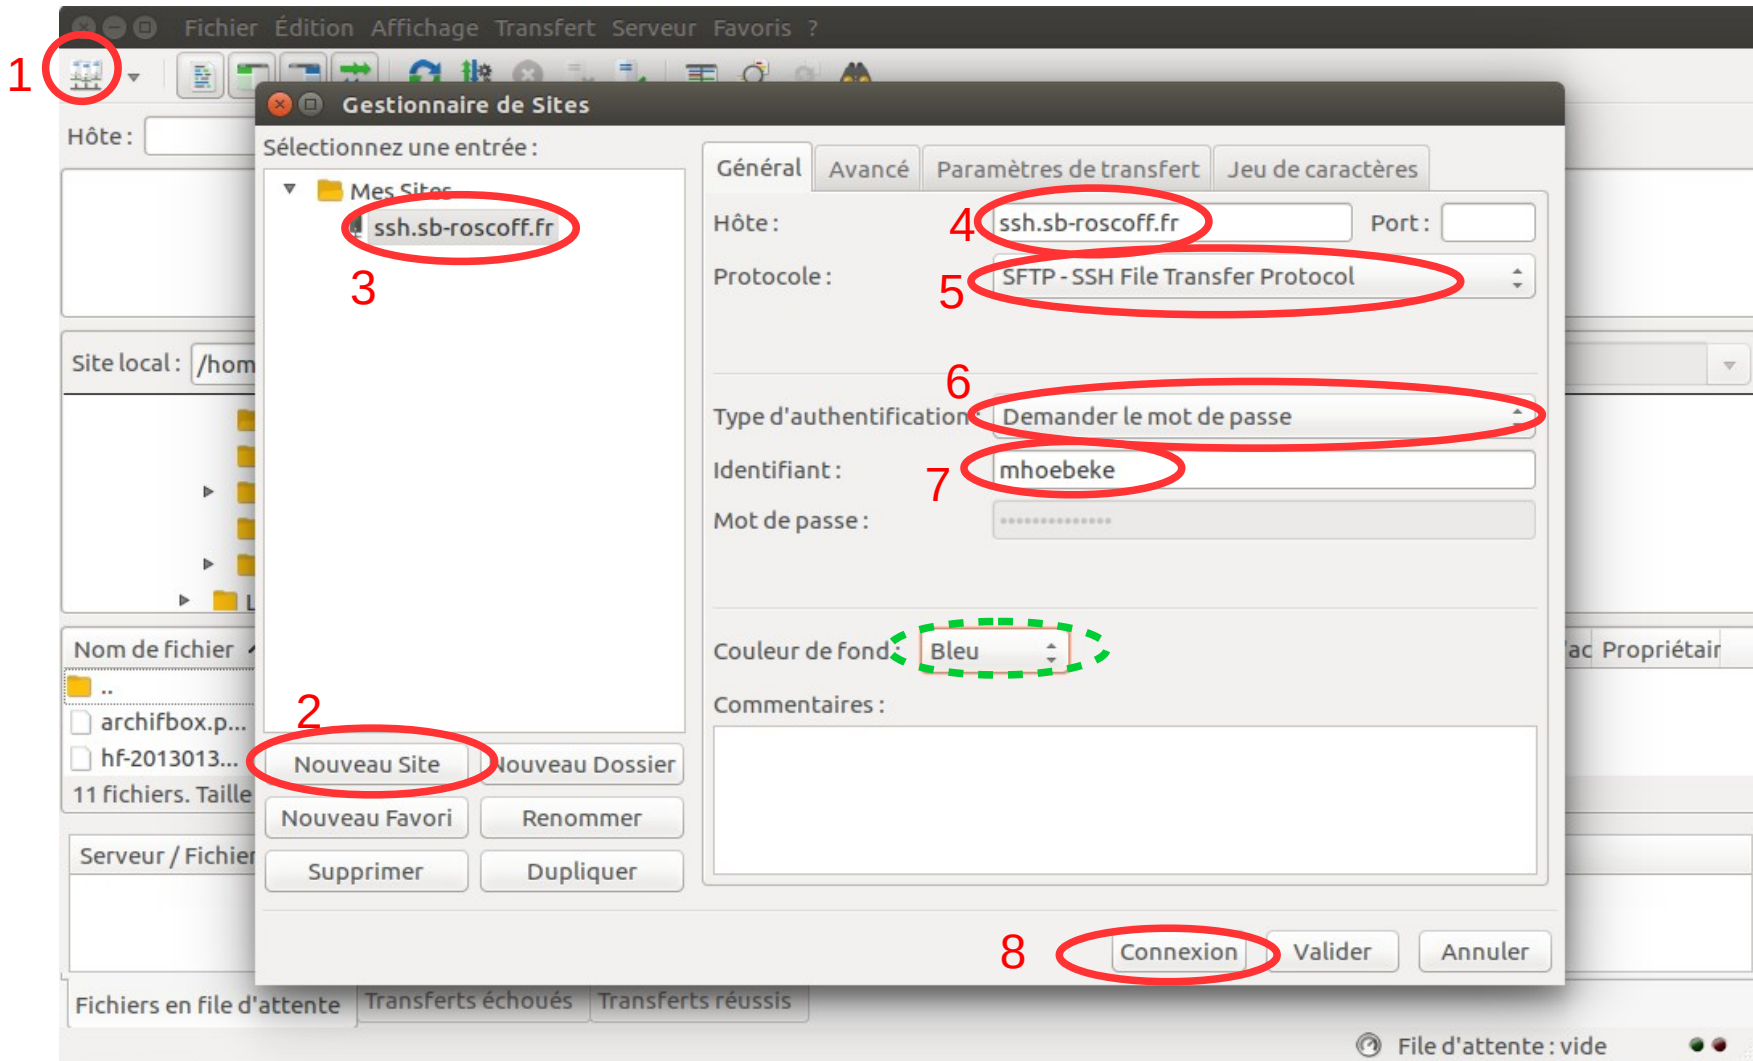 Fichier Édition Affichage Transfert Serveur Favoris ?
1
Gestionnaire de Sites
Hôte :
Sélectionnez une entrée :
Général Avancé Paramètres de transfert Jeu de caractères
Mes Sites
ssh.sb-roscoff.fr
3
Hôte : 4 ssh.sb-roscoff.fr Port :
Protocole : 5 SFTP - SSH File Transfer Protocol
Site local : /hom
6
Type d'authentification : Demander le mot de passe
Identifiant : 7 mhoebeke
Mot de passe : ••••••••••••••
L
Nom de fichier
Couleur de fond : Bleu
'ac Propriétair
..
Commentaires :
archifbox.p...
2
hf-2013013...
Nouveau Site Nouveau Dossier
11 fichiers. Taille
Nouveau Favori Renommer
Serveur / Fichier
Supprimer Dupliquer
8 Connexion Valider Annuler
Fichiers en file d'attente Transferts échoués Transferts réussis
File d'attente : vide